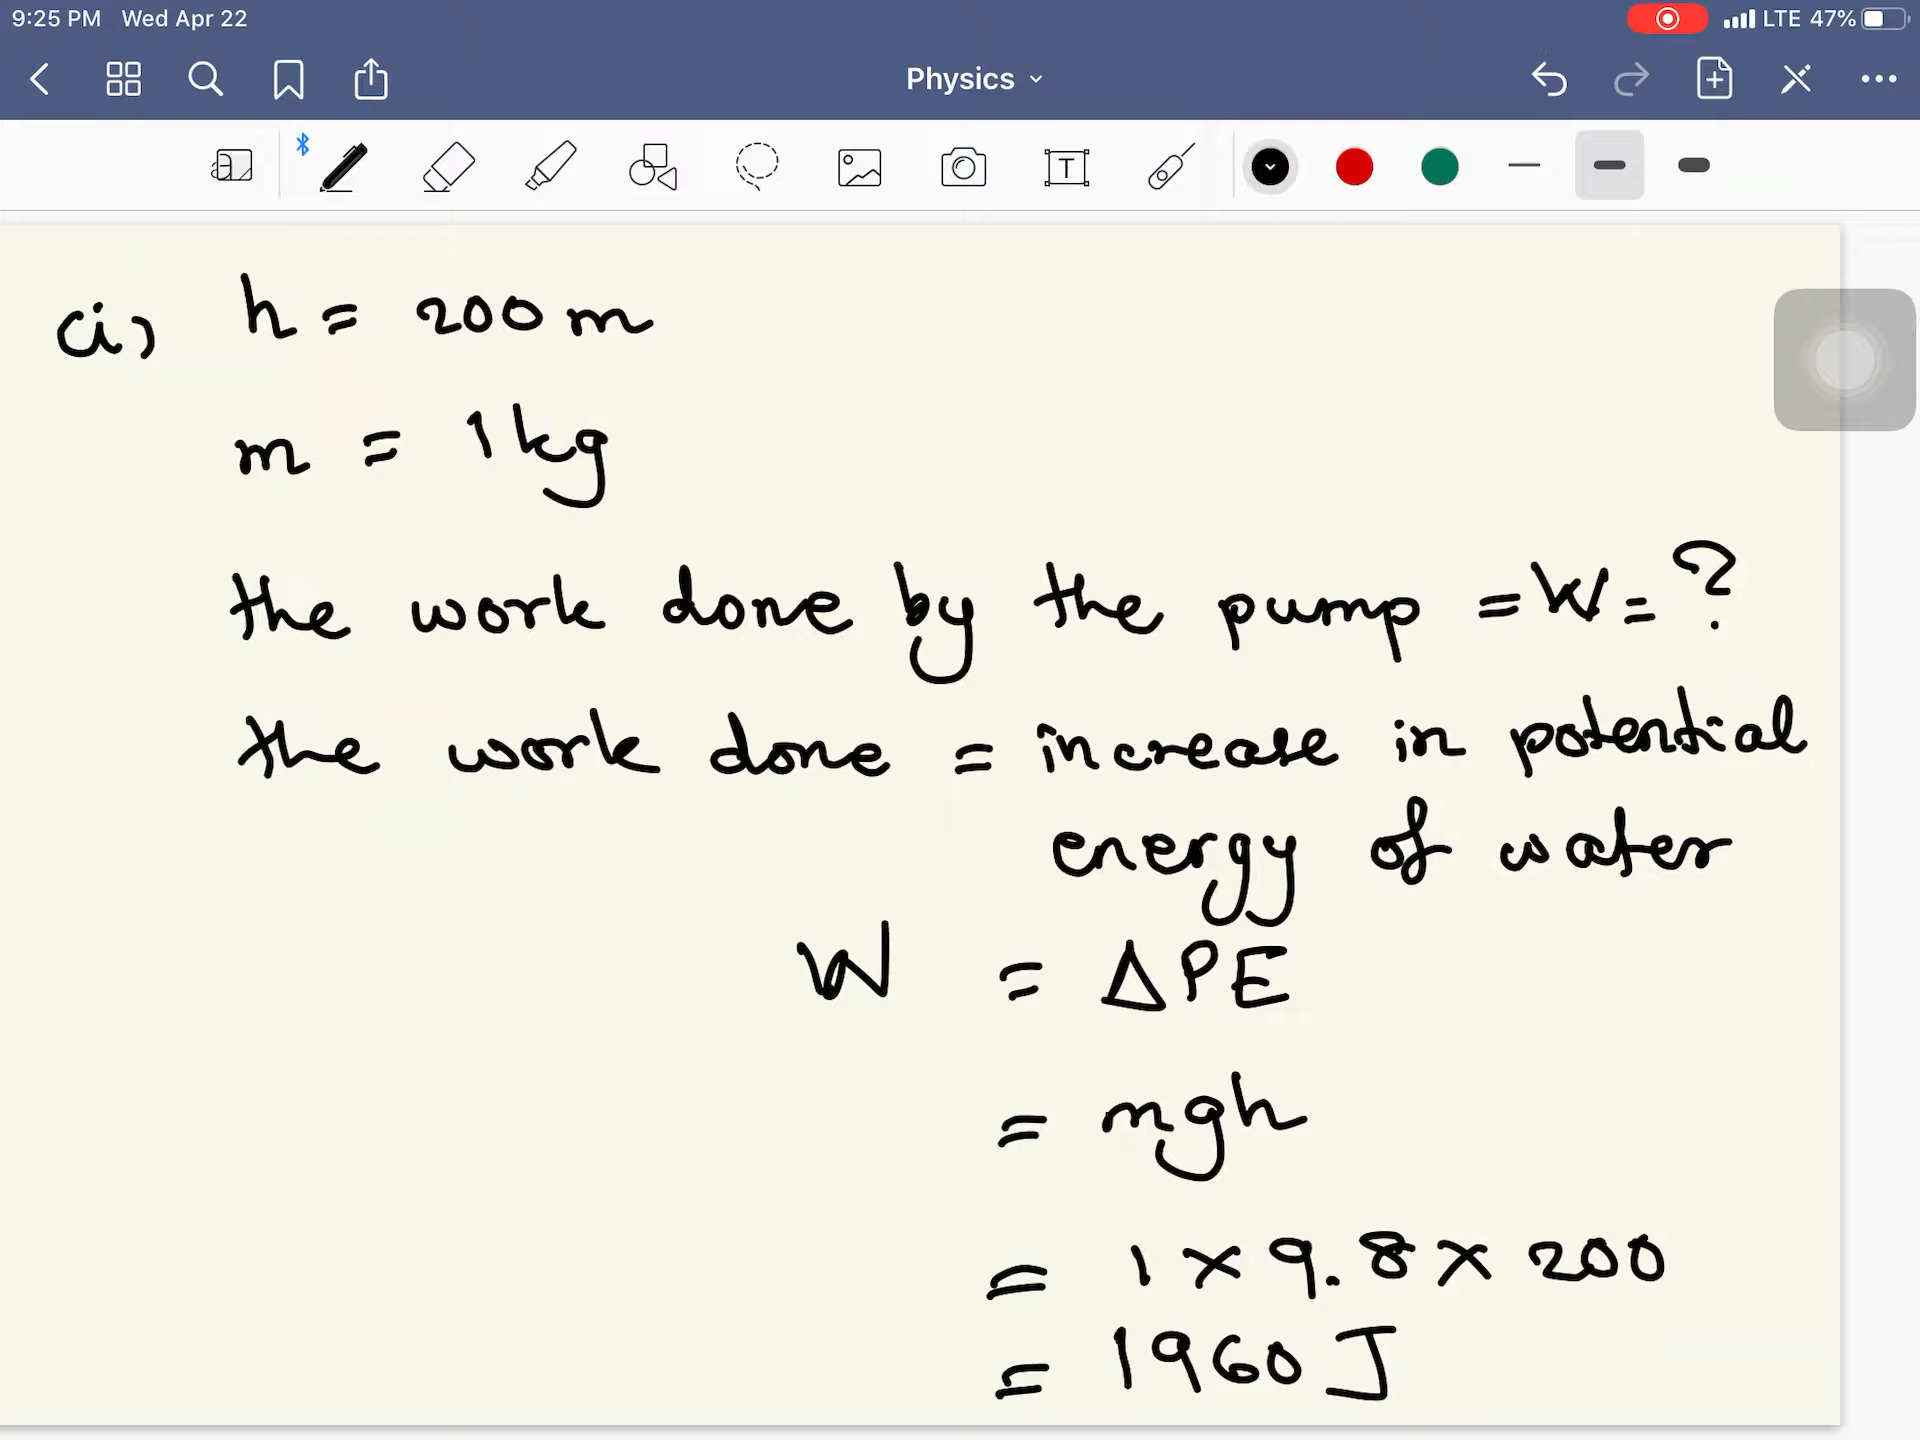 9:25 PM Wed Apr 22 LTE 47%
Physics
T
(i) h = 200 m
m = 1 kg
the work done by the pump = W = ?
the work done = increase in potential
energy of water
W = ΔPE
= mgh
= 1 × 9.8 × 200
= 1960 J